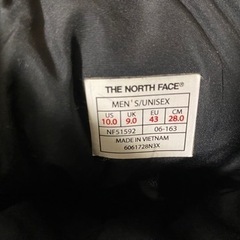 THE NORTH FACE®
MEN`S/UNISEX
US UK EU CM
10.0 9.0 43 28.0
NF51592 06-163
MADE IN VIETNAM
6061728N3X